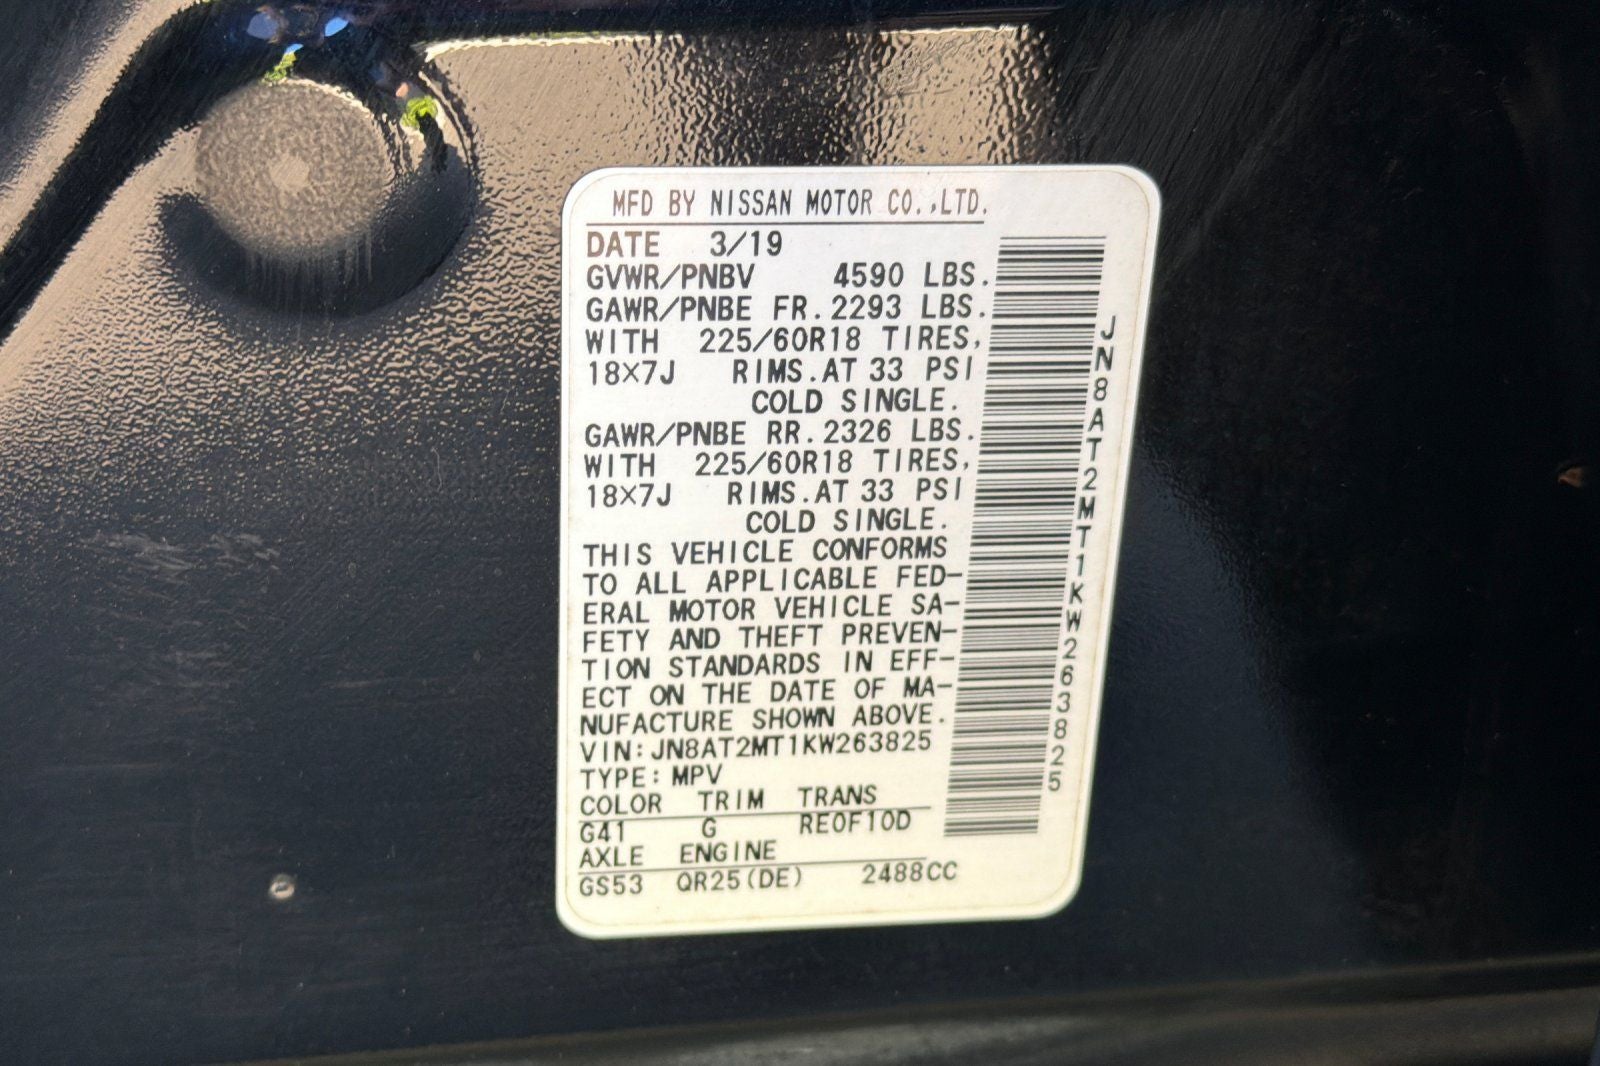 MFD BY NISSAN MOTOR CO.,LTD.
DATE 3/19
GVWR/PNBV 4590 LBS.
GAWR/PNBE FR.2293 LBS.
WITH 225/60R18 TIRES,
18×7J RIMS.AT 33 PSI
COLD SINGLE.
GAWR/PNBE RR.2326 LBS.
WITH 225/60R18 TIRES,
18×7J RIMS.AT 33 PSI
COLD SINGLE.
THIS VEHICLE CONFORMS
TO ALL APPLICABLE FED-
ERAL MOTOR VEHICLE SA-
FETY AND THEFT PREVEN-
TION STANDARDS IN EFF-
ECT ON THE DATE OF MA-
NUFACTURE SHOWN ABOVE.
VIN:JN8AT2MT1KW263825
TYPE:MPV
COLOR TRIM TRANS
G41 G RE0F10D
AXLE ENGINE
GS53 QR25(DE) 2488CC
JN8AT2MT1KW263825